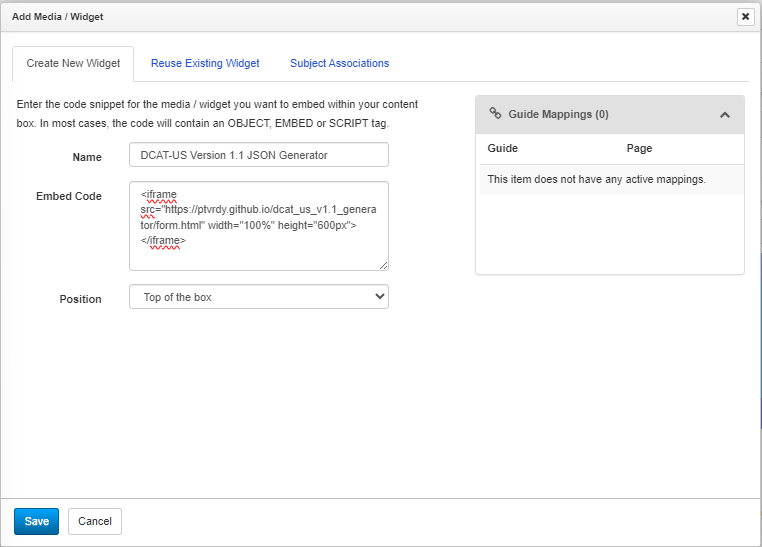 Add Media / Widget
Create New Widget
Reuse Existing Widget
Subject Associations
Enter the code snippet for the media / widget you want to embed within your content
box. In most cases, the code will contain an OBJECT, EMBED or SCRIPT tag.
Name
DCAT-US Version 1.1 JSON Generator
Embed Code
<iframe
src="https://ptvrdy.github.io/dcat_us_v1.1_genera
tor/form.html" width="100%" height="600px">
</iframe>
Position
Top of the box
Guide Mappings (0)
Guide
Page
This item does not have any active mappings.
Save
Cancel